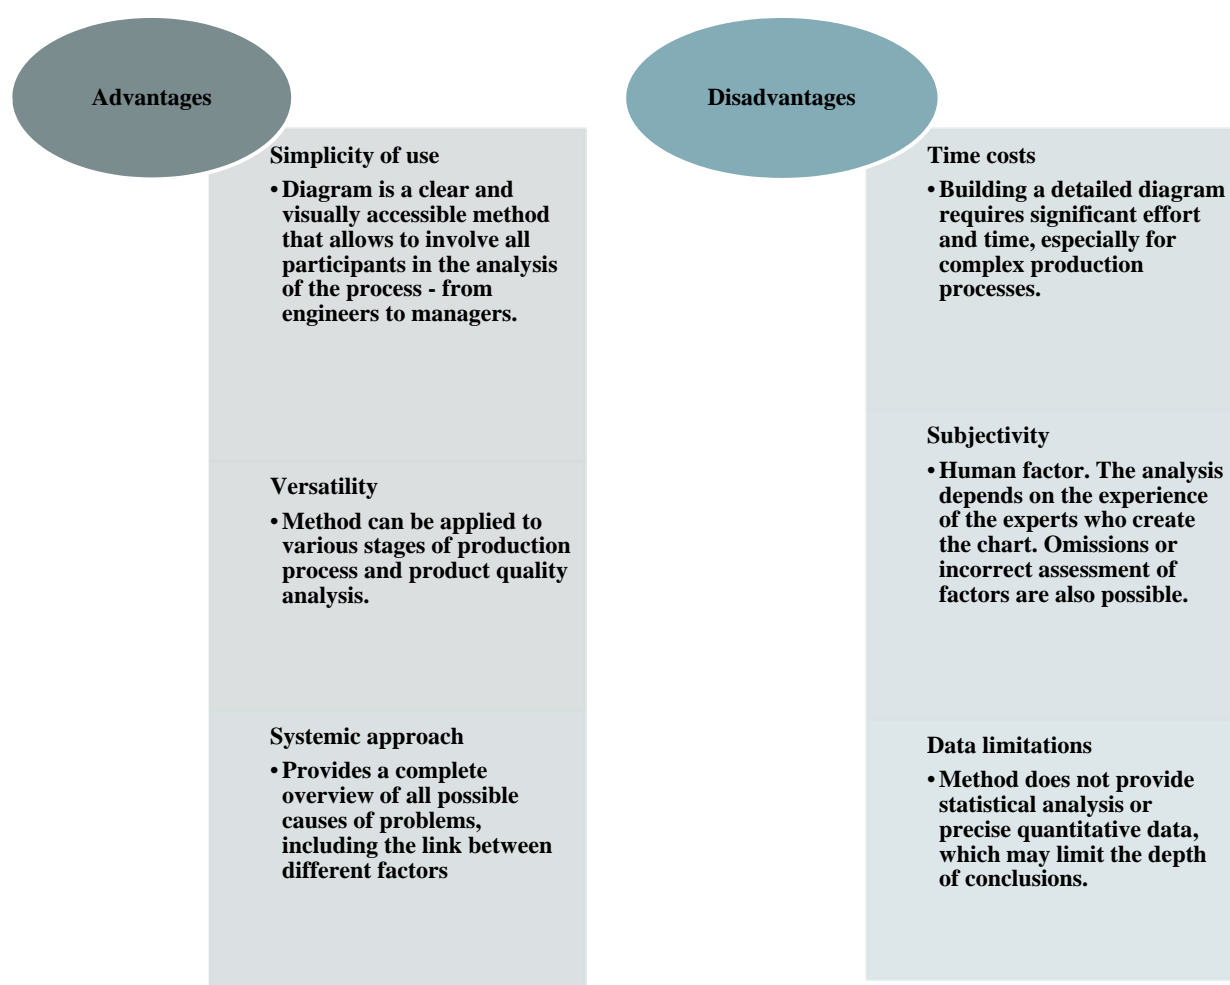 Advantages
Simplicity of use
• Diagram is a clear and
visually accessible method
that allows to involve all
participants in the analysis
of the process - from
engineers to managers.
Versatility
• Method can be applied to
various stages of production
process and product quality
analysis.
Systemic approach
• Provides a complete
overview of all possible
causes of problems,
including the link between
different factors
Disadvantages
Time costs
• Building a detailed diagram
requires significant effort
and time, especially for
complex production
processes.
Subjectivity
• Human factor. The analysis
depends on the experience
of the experts who create
the chart. Omissions or
incorrect assessment of
factors are also possible.
Data limitations
• Method does not provide
statistical analysis or
precise quantitative data,
which may limit the depth
of conclusions.